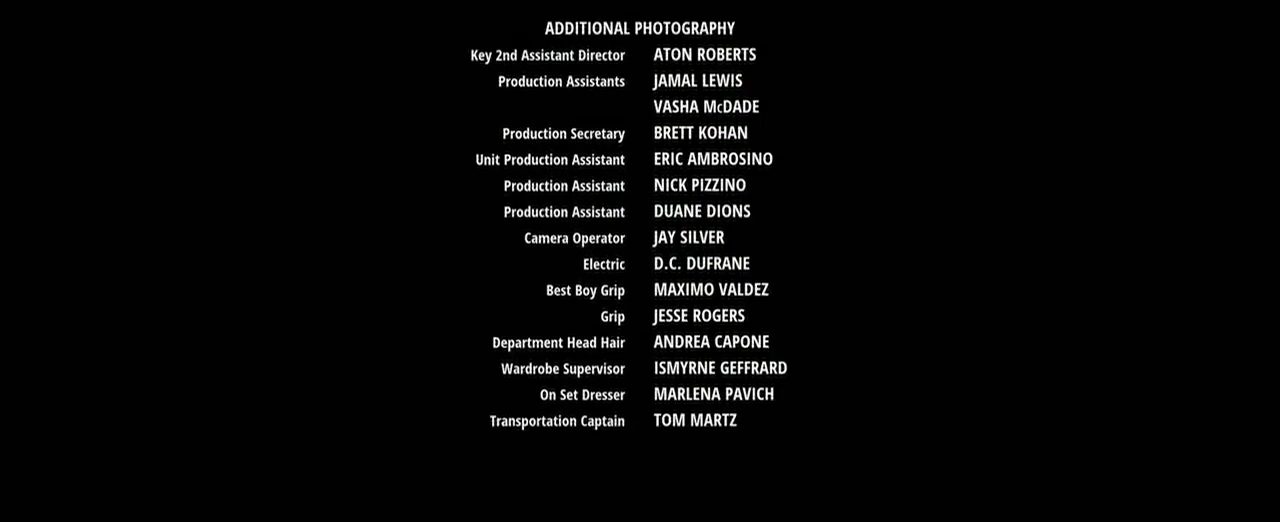 ADDITIONAL PHOTOGRAPHY
Key 2nd Assistant Director ATON ROBERTS
Production Assistants JAMAL LEWIS
VASHA McDADE
Production Secretary BRETT KOHAN
Unit Production Assistant ERIC AMBROSINO
Production Assistant NICK PIZZINO
Production Assistant DUANE DIONS
Camera Operator JAY SILVER
Electric D.C. DUFRANE
Best Boy Grip MAXIMO VALDEZ
Grip JESSE ROGERS
Department Head Hair ANDREA CAPONE
Wardrobe Supervisor ISMYRNE GEFFRARD
On Set Dresser MARLENA PAVICH
Transportation Captain TOM MARTZ